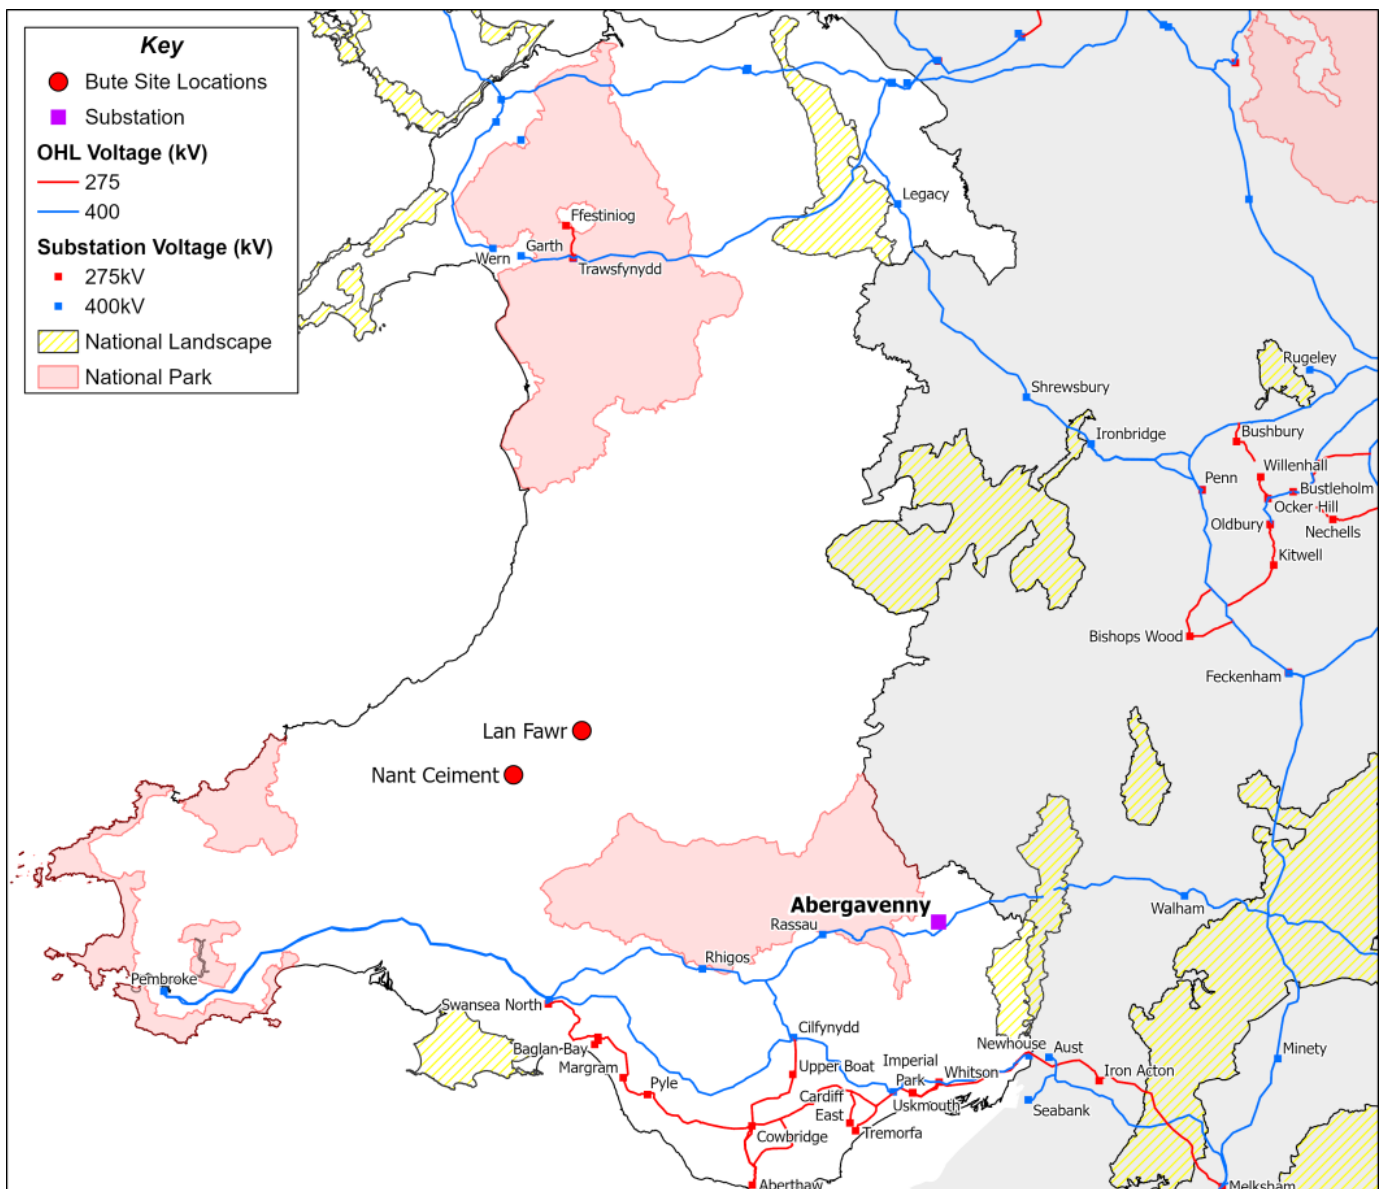 Key
Bute Site Locations
Substation
OHL Voltage (kV)
275
400
Substation Voltage (kV)
275kV
400kV
National Landscape
National Park
Legacy
Ffestiniog
Garth
Wern
Trawsfynydd
Rugeley
Shrewsbury
Ironbridge
Bushbury
Willenhall
Penn
Bustleholm
Ocker Hill
Oldbury
Nechells
Kitwell
Bishops Wood
Feckenham
Lan Fawr
Nant Ceiment
Abergavenny
Walham
Rassau
Rhigos
Pembroke
Swansea North
Cilfynydd
Newhouse
Aust
Minety
Baglan-Bay
Imperial
Park
Whitson
Margram
Upper Boat
Iron Acton
Pyle
Cardiff
East
Uskmouth
Seabank
Cowbridge
Tremorfa
Aberthaw
Melksham